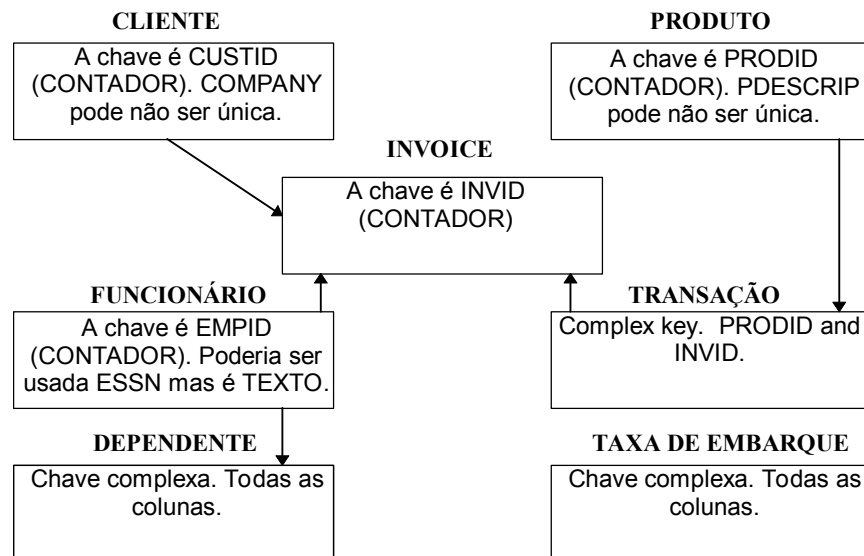 CLIENTE
A chave é CUSTID
(CONTADOR). COMPANY
pode não ser única.
PRODUTO
A chave é PRODID
(CONTADOR). PDESCRIP
pode não ser única.
INVOICE
A chave é INVID
(CONTADOR)
FUNCIONÁRIO
A chave é EMPID
(CONTADOR). Poderia ser
usada ESSN mas é TEXTO.
TRANSAÇÃO
Complex key.  PRODID and
INVID.
DEPENDENTE
Chave complexa. Todas as
colunas.
TAXA DE EMBARQUE
Chave complexa. Todas as
colunas.